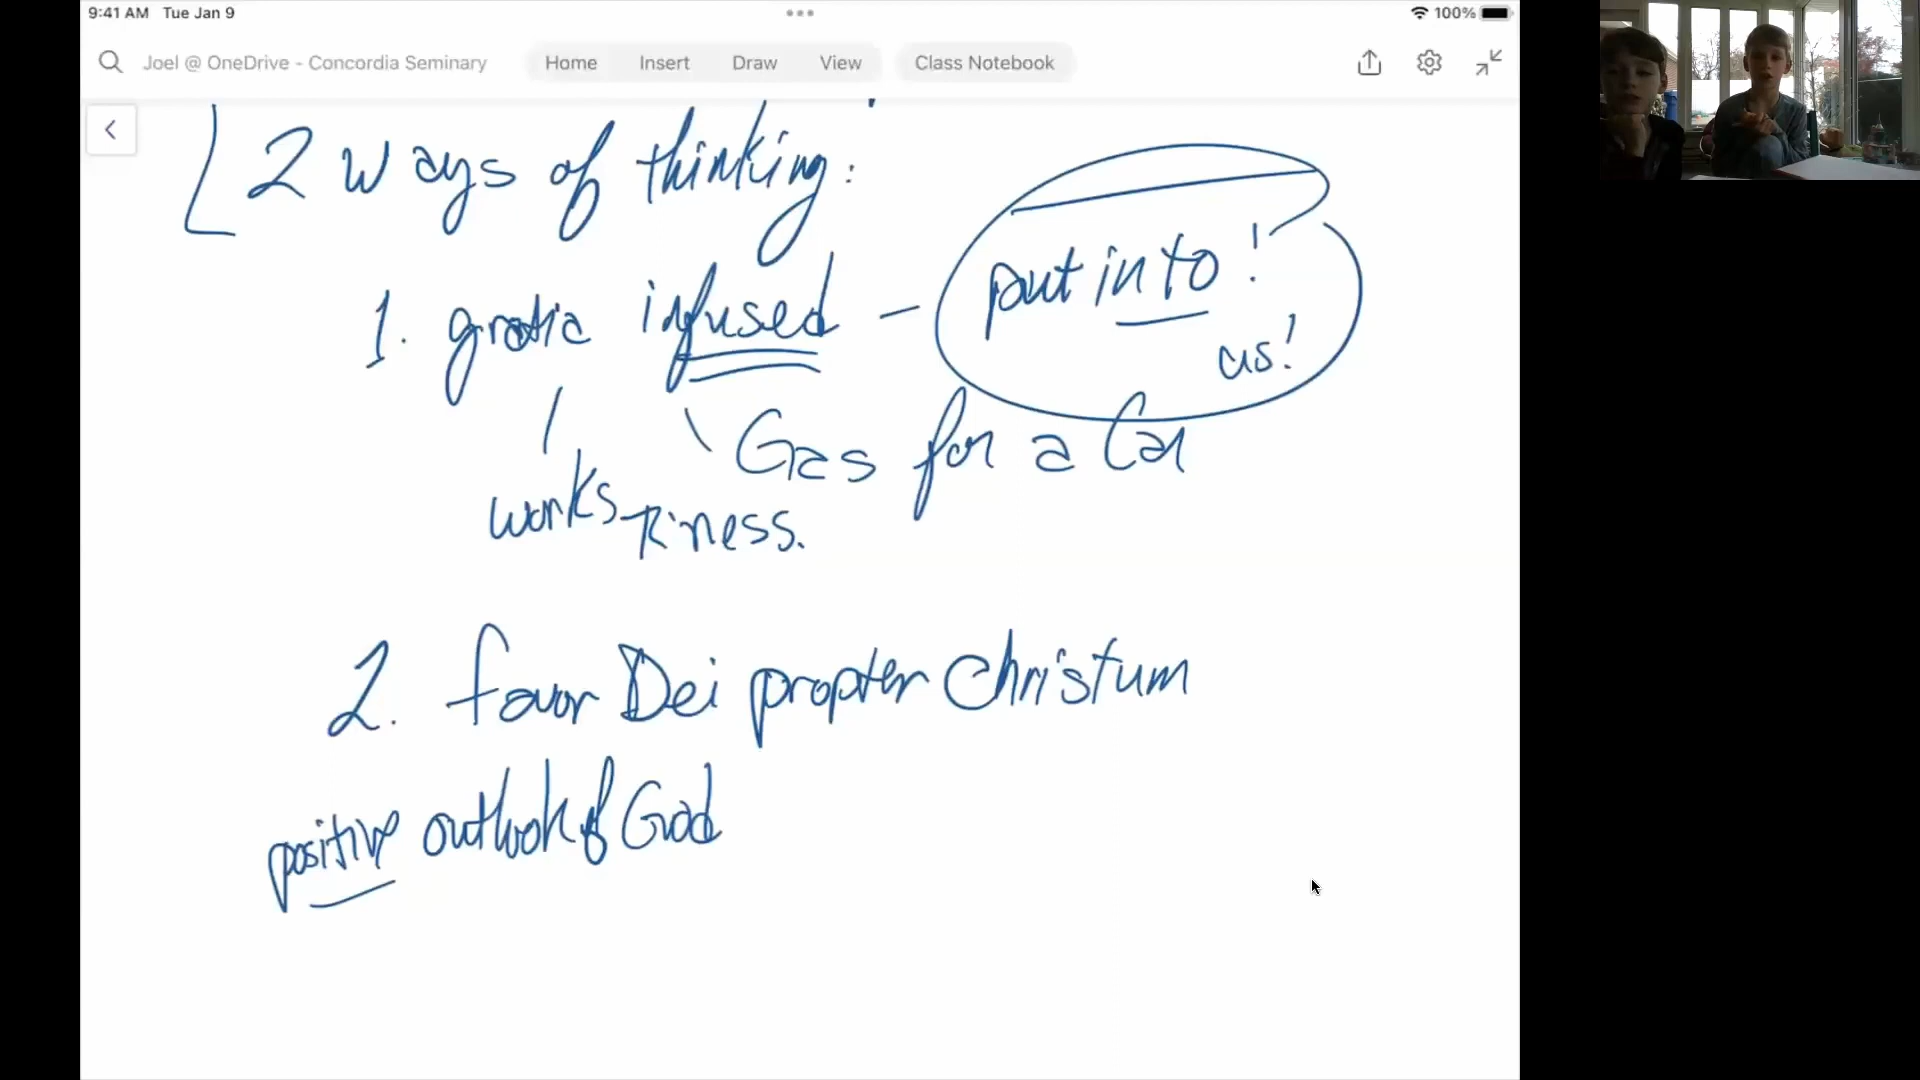 9:41 AM Tue Jan 9
100%
Joel @ OneDrive - Concordia Seminary Home Insert Draw View Class Notebook
2 ways of thinking:
1. gratia infused – put into!
us!
Gas for a Car
works Riness.
2. favor Dei propter Christum
positive outlook of God